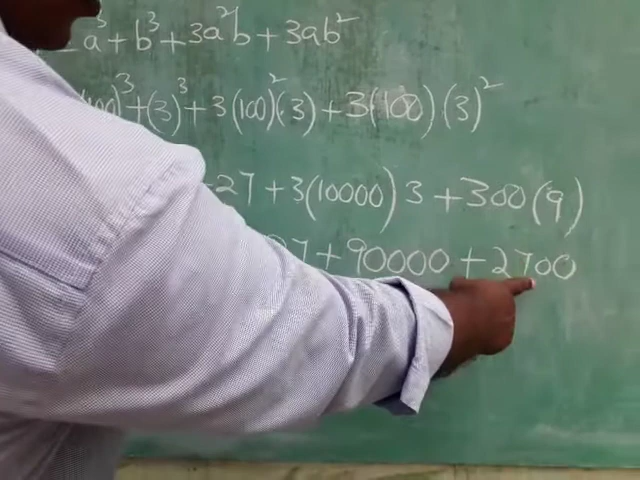 = a³ + b³ + 3a²b + 3ab²
(100)³ + (3)³ + 3(100)²(3) + 3(100)(3)²
+27 + 3(10000)3 + 300(9)
27 + 90000 + 2700